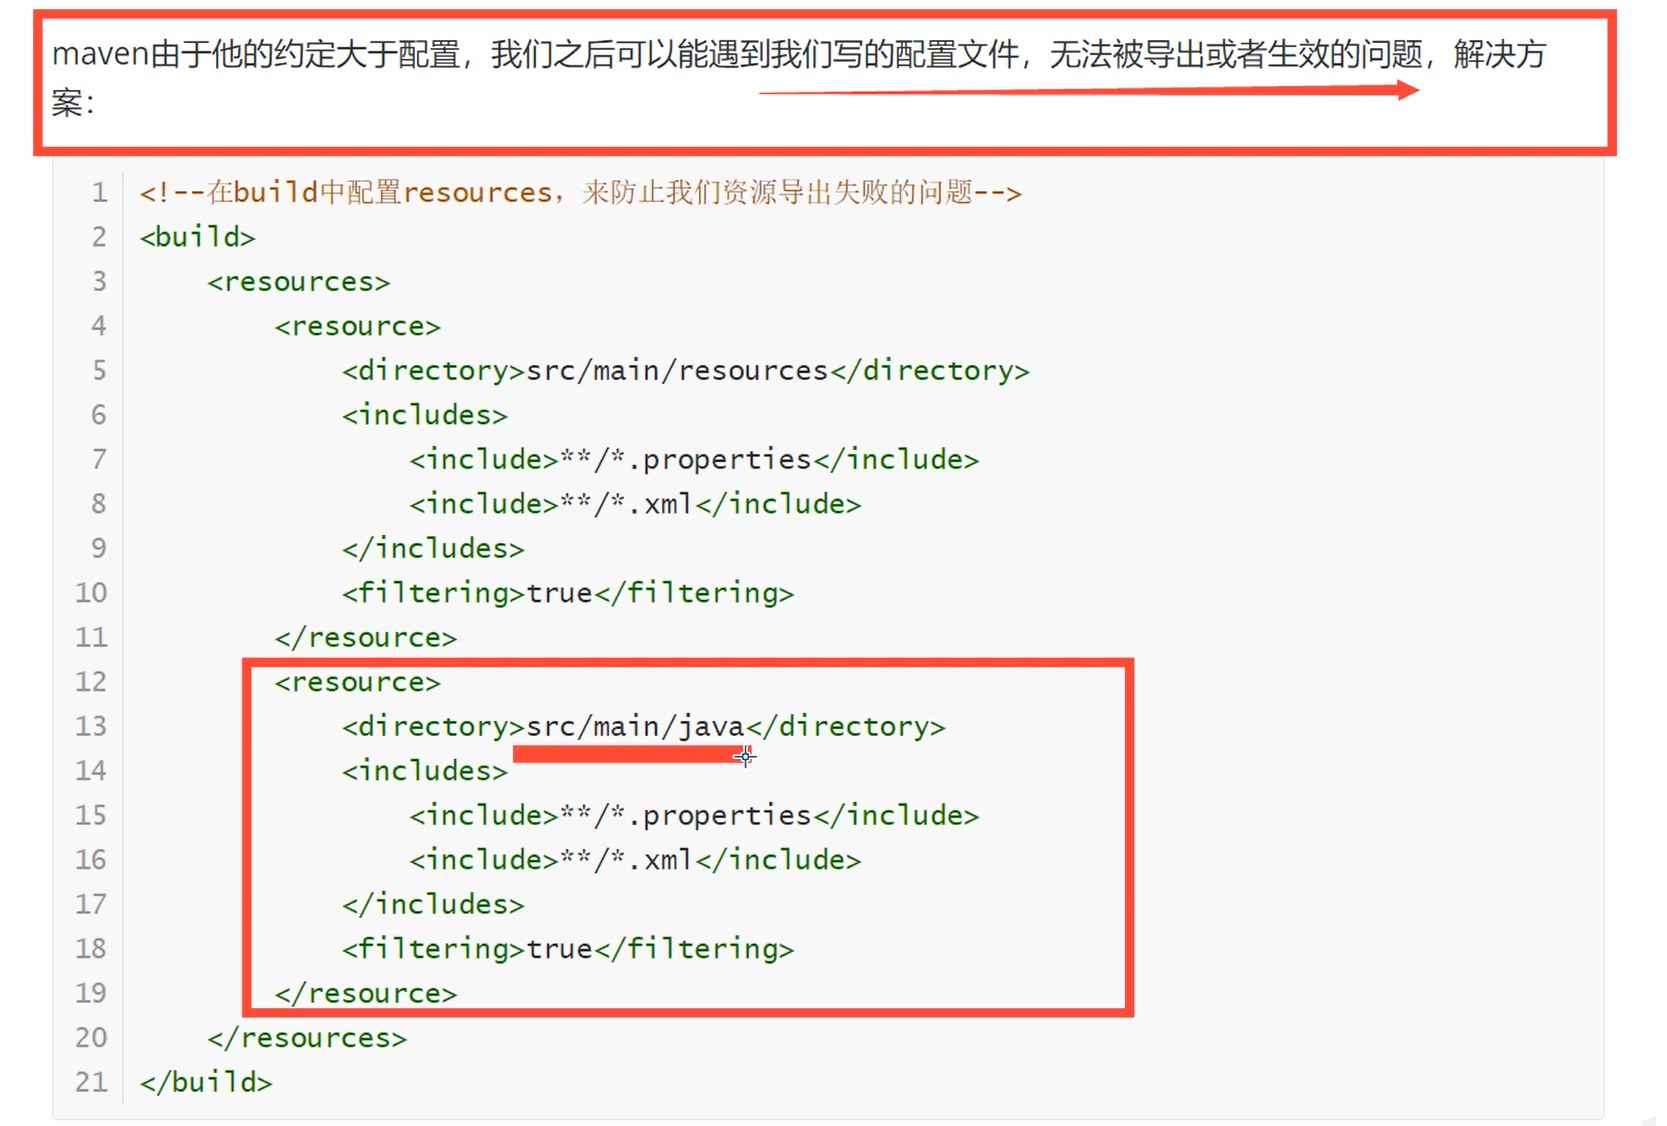 maven由于他的约定大于配置，我们之后可以能遇到我们写的配置文件，无法被导出或者生效的问题，解决方
案：
1 <!--在build中配置resources，来防止我们资源导出失败的问题-->
2 <build>
3 <resources>
4 <resource>
5 <directory>src/main/resources</directory>
6 <includes>
7 <include>**/*.properties</include>
8 <include>**/*.xml</include>
9 </includes>
10 <filtering>true</filtering>
11 </resource>
12 <resource>
13 <directory>src/main/java</directory>
14 <includes>
15 <include>**/*.properties</include>
16 <include>**/*.xml</include>
17 </includes>
18 <filtering>true</filtering>
19 </resource>
20 </resources>
21 </build>